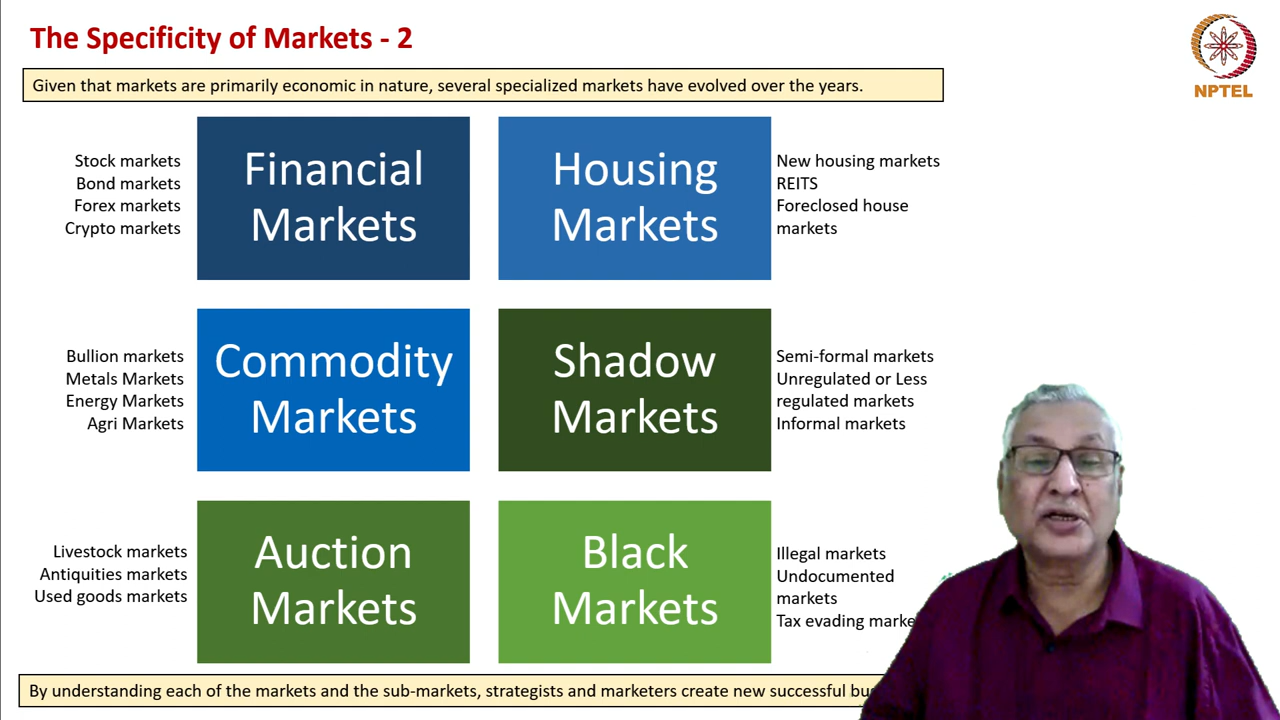 The Specificity of Markets - 2
NPTEL
Given that markets are primarily economic in nature, several specialized markets have evolved over the years.
Stock markets
Bond markets
Forex markets
Crypto markets
Financial
Markets
Housing
Markets
New housing markets
REITS
Foreclosed house
markets
Bullion markets
Metals Markets
Energy Markets
Agri Markets
Commodity
Markets
Shadow
Markets
Semi-formal markets
Unregulated or Less
regulated markets
Informal markets
Livestock markets
Antiquities markets
Used goods markets
Auction
Markets
Black
Markets
Illegal markets
Undocumented
markets
Tax evading
By understanding each of the markets and the sub-markets, strategists and marketers create new successful